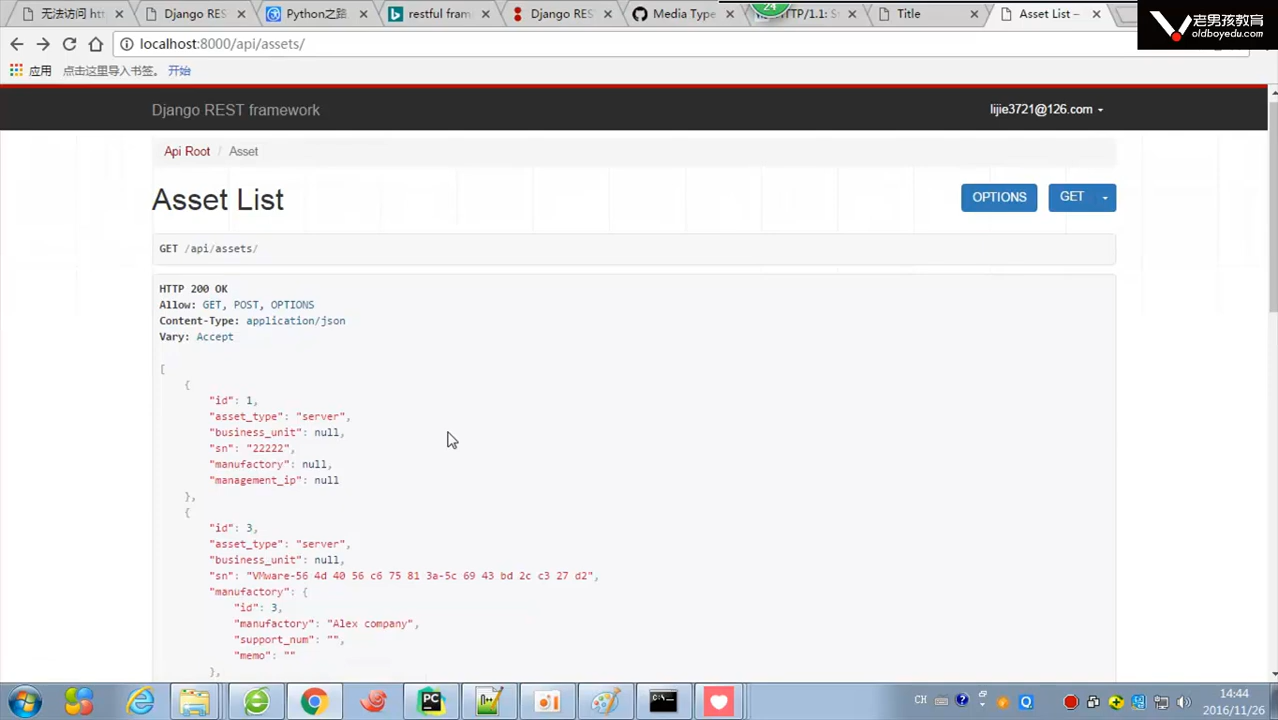 无法访问 htt
Django RES
Python之路
restful fram
Django RES
Media Type
24
TTP/1.1: S
Title
Asset List –
老男孩教育
oldboyedu.com
localhost:8000/api/assets/
应用 点击这里导入书签。 开始
Django REST framework
lijie3721@126.com
Api Root / Asset
Asset List
OPTIONS
GET
GET /api/assets/
HTTP 200 OK
Allow: GET, POST, OPTIONS
Content-Type: application/json
Vary: Accept
[
{
"id": 1,
"asset_type": "server",
"business_unit": null,
"sn": "22222",
"manufactory": null,
"management_ip": null
},
{
"id": 3,
"asset_type": "server",
"business_unit": null,
"sn": "VMware-56 4d 40 56 c6 75 81 3a-5c 69 43 bd 2c c3 27 d2",
"manufactory": {
"id": 3,
"manufactory": "Alex company",
"support_num": "",
"memo": ""
},
PC
CH
14:44
2016/11/26